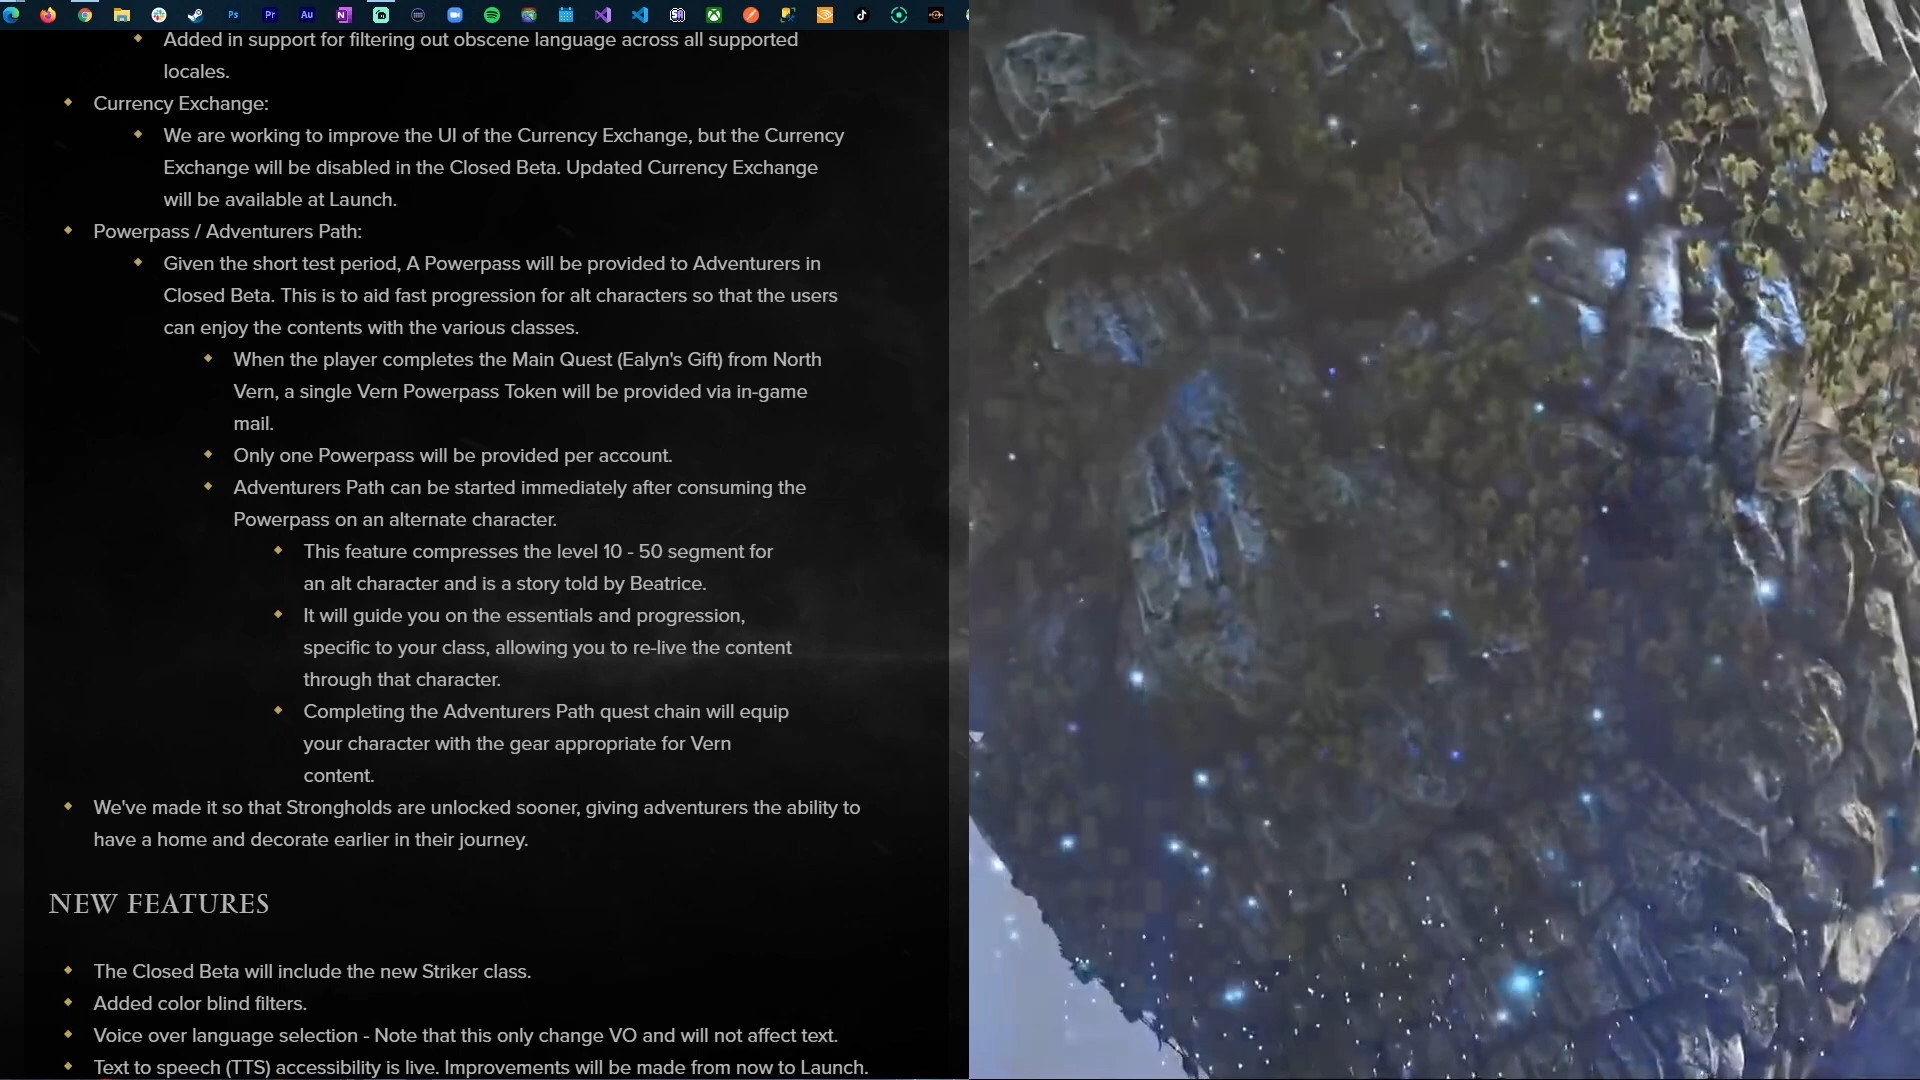 Added in support for filtering out obscene language across all supported
locales.
Currency Exchange:
We are working to improve the UI of the Currency Exchange, but the Currency
Exchange will be disabled in the Closed Beta. Updated Currency Exchange
will be available at Launch.
Powerpass / Adventurers Path:
Given the short test period, A Powerpass will be provided to Adventurers in
Closed Beta. This is to aid fast progression for alt characters so that the users
can enjoy the contents with the various classes.
When the player completes the Main Quest (Ealyn's Gift) from North
Vern, a single Vern Powerpass Token will be provided via in-game
mail.
Only one Powerpass will be provided per account.
Adventurers Path can be started immediately after consuming the
Powerpass on an alternate character.
This feature compresses the level 10 - 50 segment for
an alt character and is a story told by Beatrice.
It will guide you on the essentials and progression,
specific to your class, allowing you to re-live the content
through that character.
Completing the Adventurers Path quest chain will equip
your character with the gear appropriate for Vern
content.
We've made it so that Strongholds are unlocked sooner, giving adventurers the ability to
have a home and decorate earlier in their journey.
NEW FEATURES
The Closed Beta will include the new Striker class.
Added color blind filters.
Voice over language selection - Note that this only change VO and will not affect text.
Text to speech (TTS) accessibility is live. Improvements will be made from now to Launch.